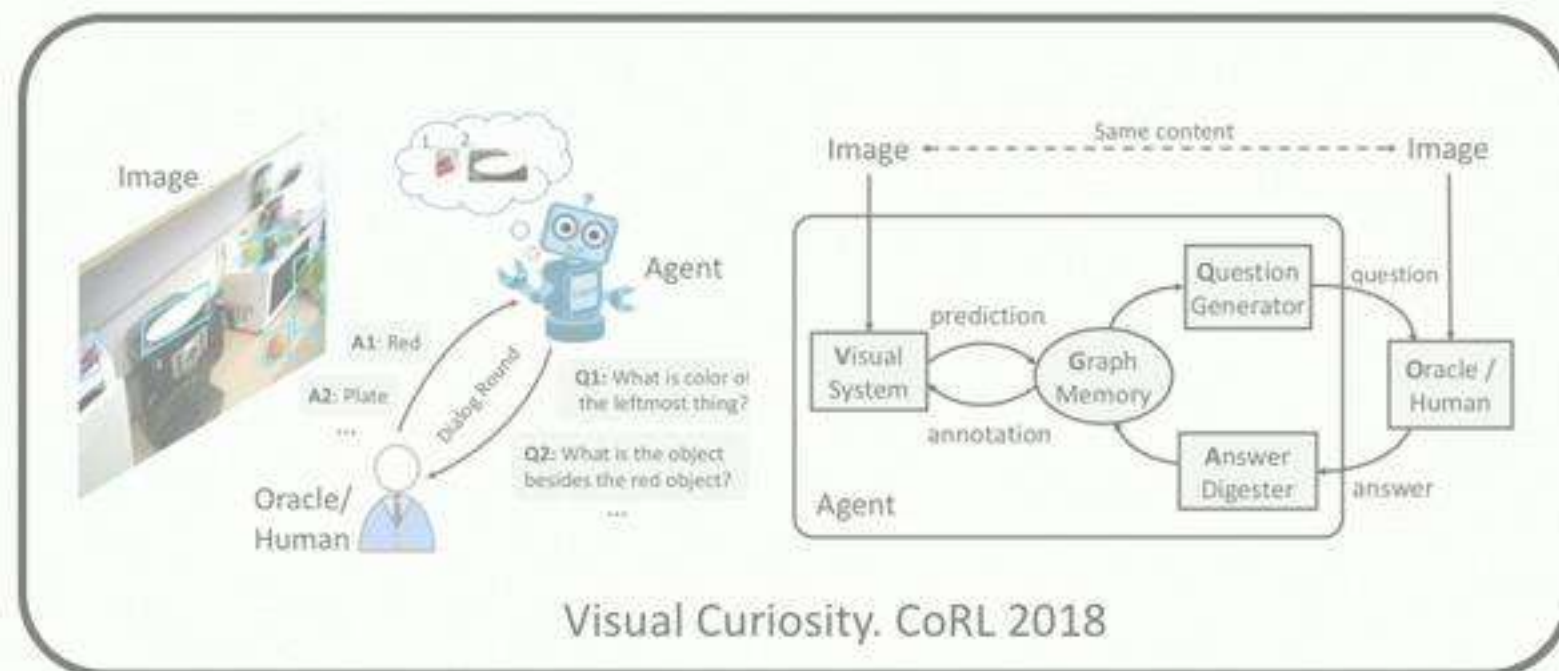 Image
1 2
Agent
A1: Red
A2: Plate
...
Dialog Round
Q1: What is color of
the leftmost thing?
Q2: What is the object
besides the red object?
...
Oracle/
Human
Image
Same content
Image
Question
Generator
question
prediction
Visual
System
Graph
Memory
Oracle /
Human
annotation
Answer
Digester
answer
Agent
Visual Curiosity. CoRL 2018